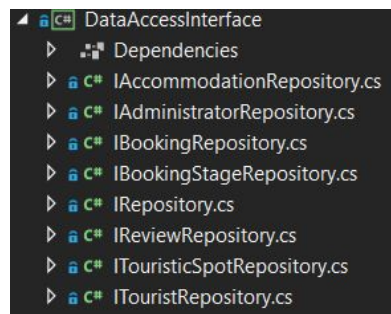 C# DataAccessInterface
Dependencies
C# IAccommodationRepository.cs
C# IAdministratorRepository.cs
C# IBookingRepository.cs
C# IBookingStageRepository.cs
C# IRepository.cs
C# IReviewRepository.cs
C# ITouristicSpotRepository.cs
C# ITouristRepository.cs